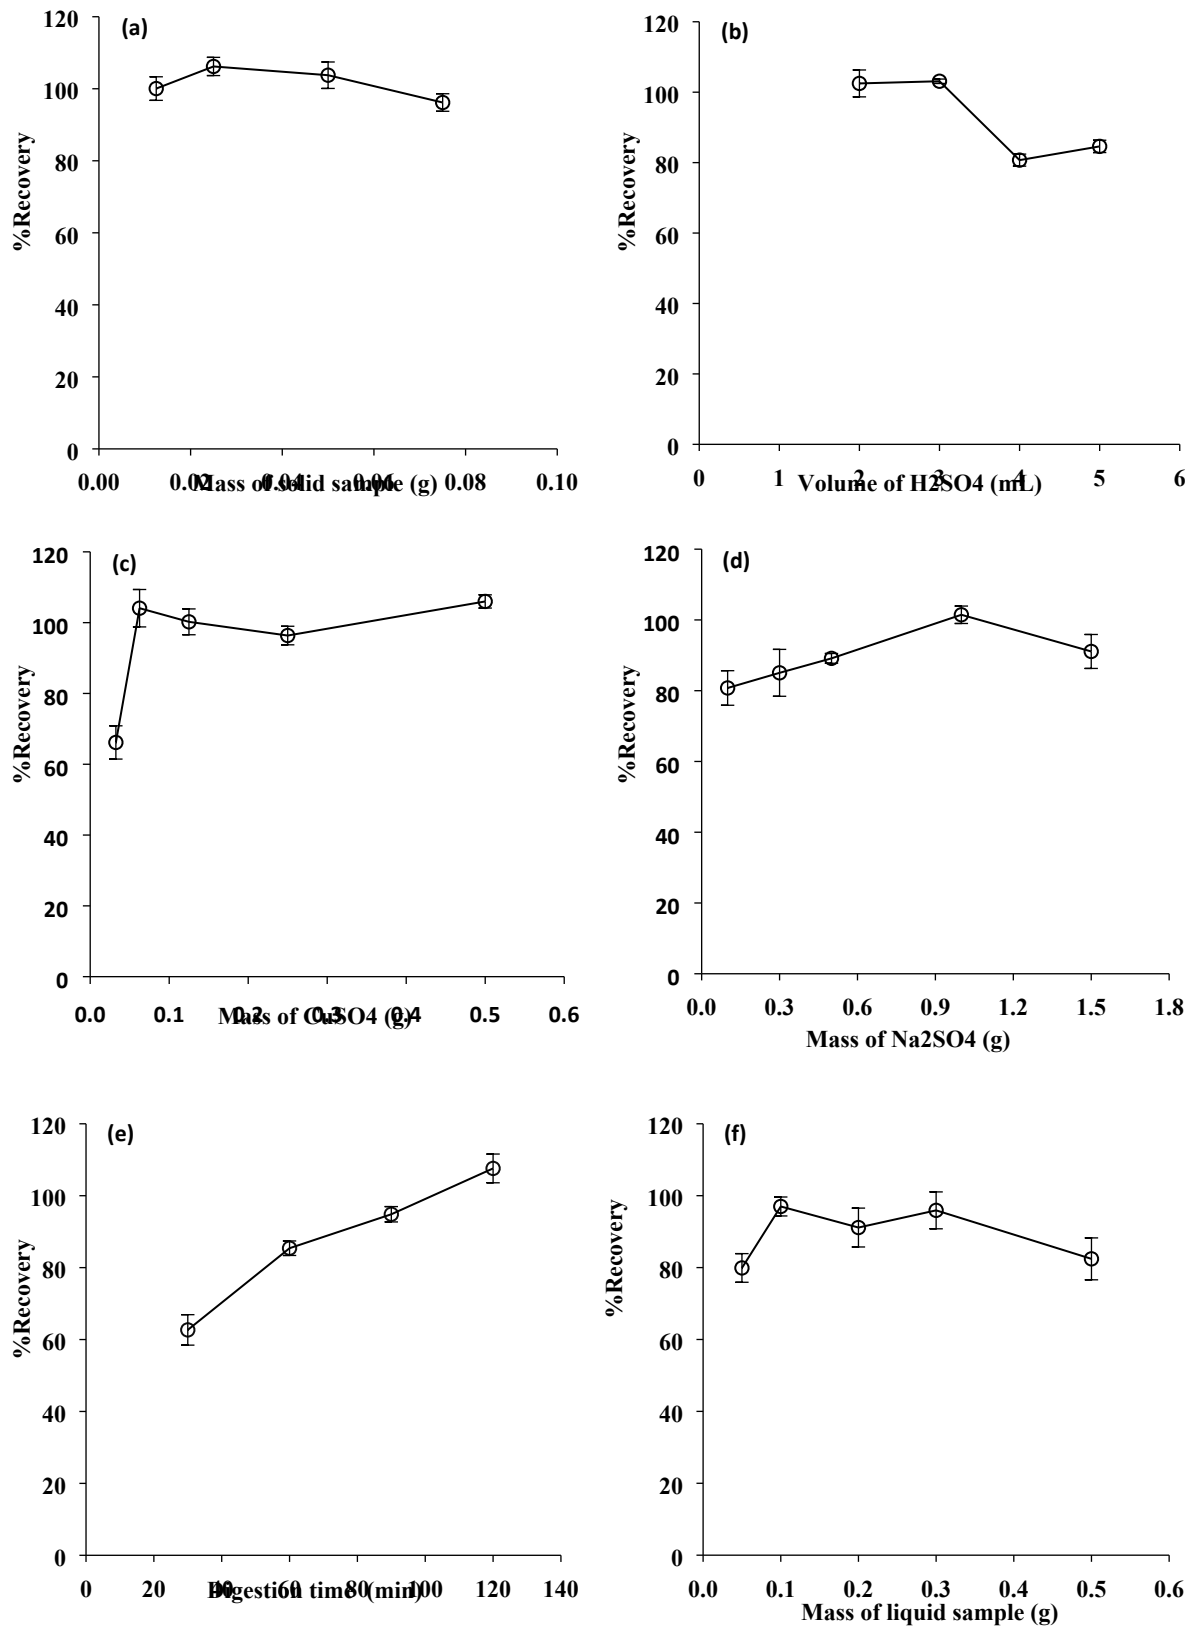 (a)
120
100
80
60
40
20
0
%Recovery
0.00 0.02 0.04 0.06 0.08 0.10
Mass of solid sample (g)
(b)
120
100
80
60
40
20
0
%Recovery
0 1 2 3 4 5 6
Volume of H2SO4 (mL)
(c)
120
100
80
60
40
20
0
%Recovery
0.0 0.1 0.2 0.3 0.4 0.5 0.6
Mass of CuSO4 (g)
(d)
120
100
80
60
40
20
0
%Recovery
0.0 0.3 0.6 0.9 1.2 1.5 1.8
Mass of Na2SO4 (g)
(e)
120
100
80
60
40
20
0
%Recovery
0 20 40 60 80 100 120 140
Digestion time (min)
(f)
120
100
80
60
40
20
0
%Recovery
0.0 0.1 0.2 0.3 0.4 0.5 0.6
Mass of liquid sample (g)